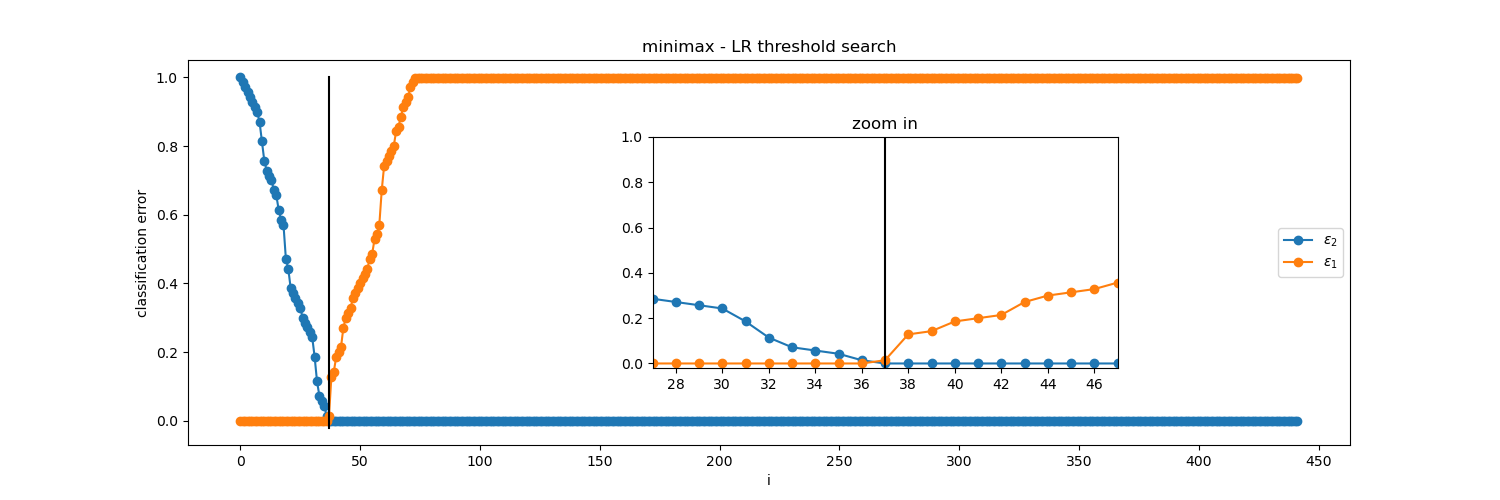 minimax - LR threshold search
classification error
1.0
0.8
0.6
0.4
0.2
0.0
0 50 100 150 200 250 300 350 400 450
i
zoom in
1.0
0.8
0.6
0.4
0.2
0.0
28 30 32 34 36 38 40 42 44 46
ε₂
ε₁